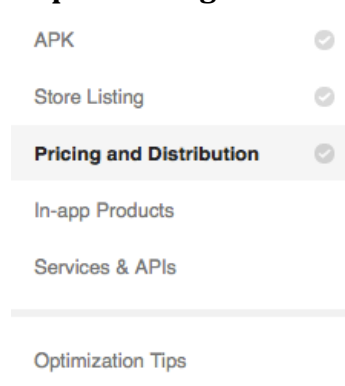 APK
Store Listing
Pricing and Distribution
In-app Products
Services & APIs
Optimization Tips